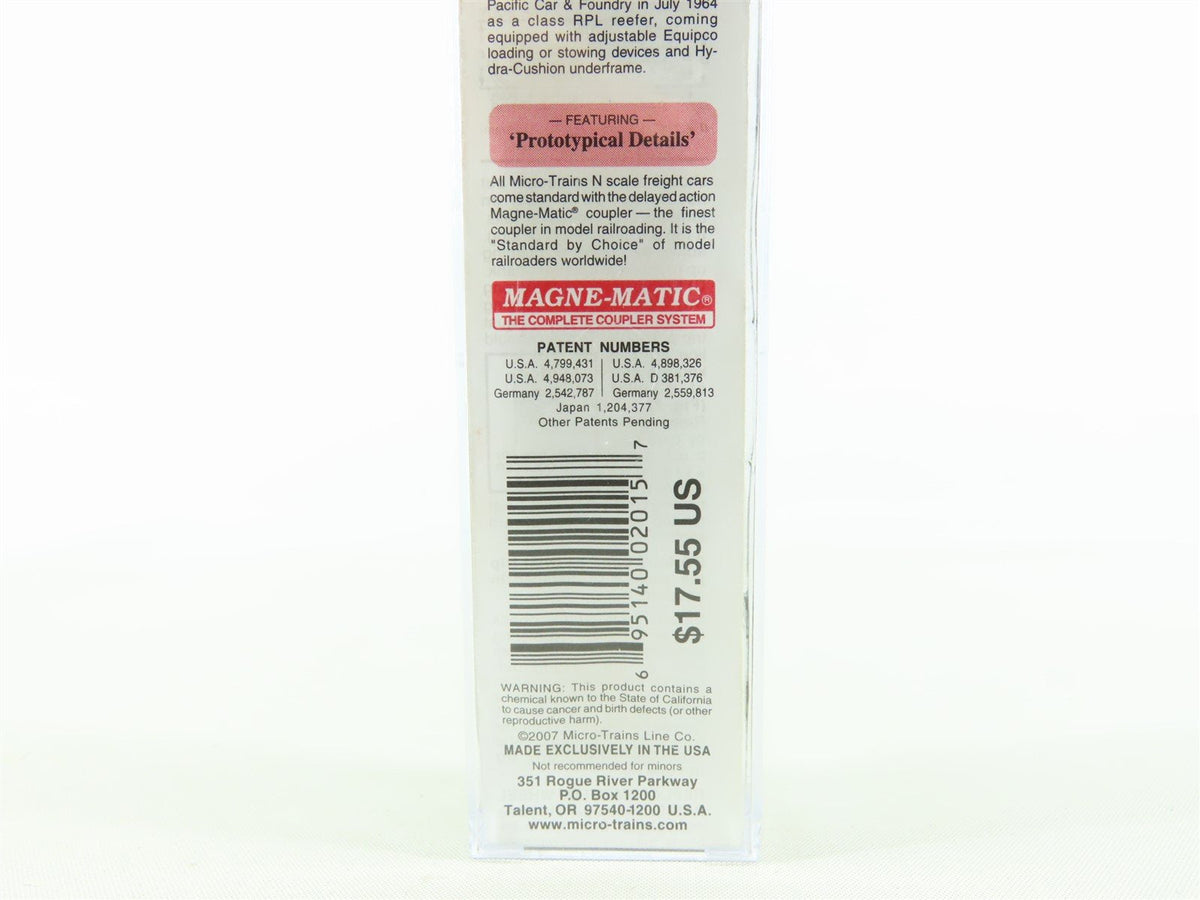 Pacific Car & Foundry in July 1964
as a class RPL reefer, coming
equipped with adjustable Equipco
loading or stowing devices and Hy-
dra-Cushion underframe.
— FEATURING —
‘Prototypical Details’
All Micro-Trains N scale freight cars
come standard with the delayed action
Magne-Matic® coupler — the finest
coupler in model railroading. It is the
"Standard by Choice" of model
railroaders worldwide!
MAGNE-MATIC®
THE COMPLETE COUPLER SYSTEM
PATENT NUMBERS
U.S.A. 4,799,431 | U.S.A. 4,898,326
U.S.A. 4,948,073 | U.S.A. D 381,376
Germany 2,542,787 | Germany 2,559,813
Japan 1,204,377
Other Patents Pending
6 95140 02015 7
$17.55 US
WARNING: This product contains a
chemical known to the State of California
to cause cancer and birth defects (or other
reproductive harm).
©2007 Micro-Trains Line Co.
MADE EXCLUSIVELY IN THE USA
Not recommended for minors
351 Rogue River Parkway
P.O. Box 1200
Talent, OR 97540-1200 U.S.A.
www.micro-trains.com